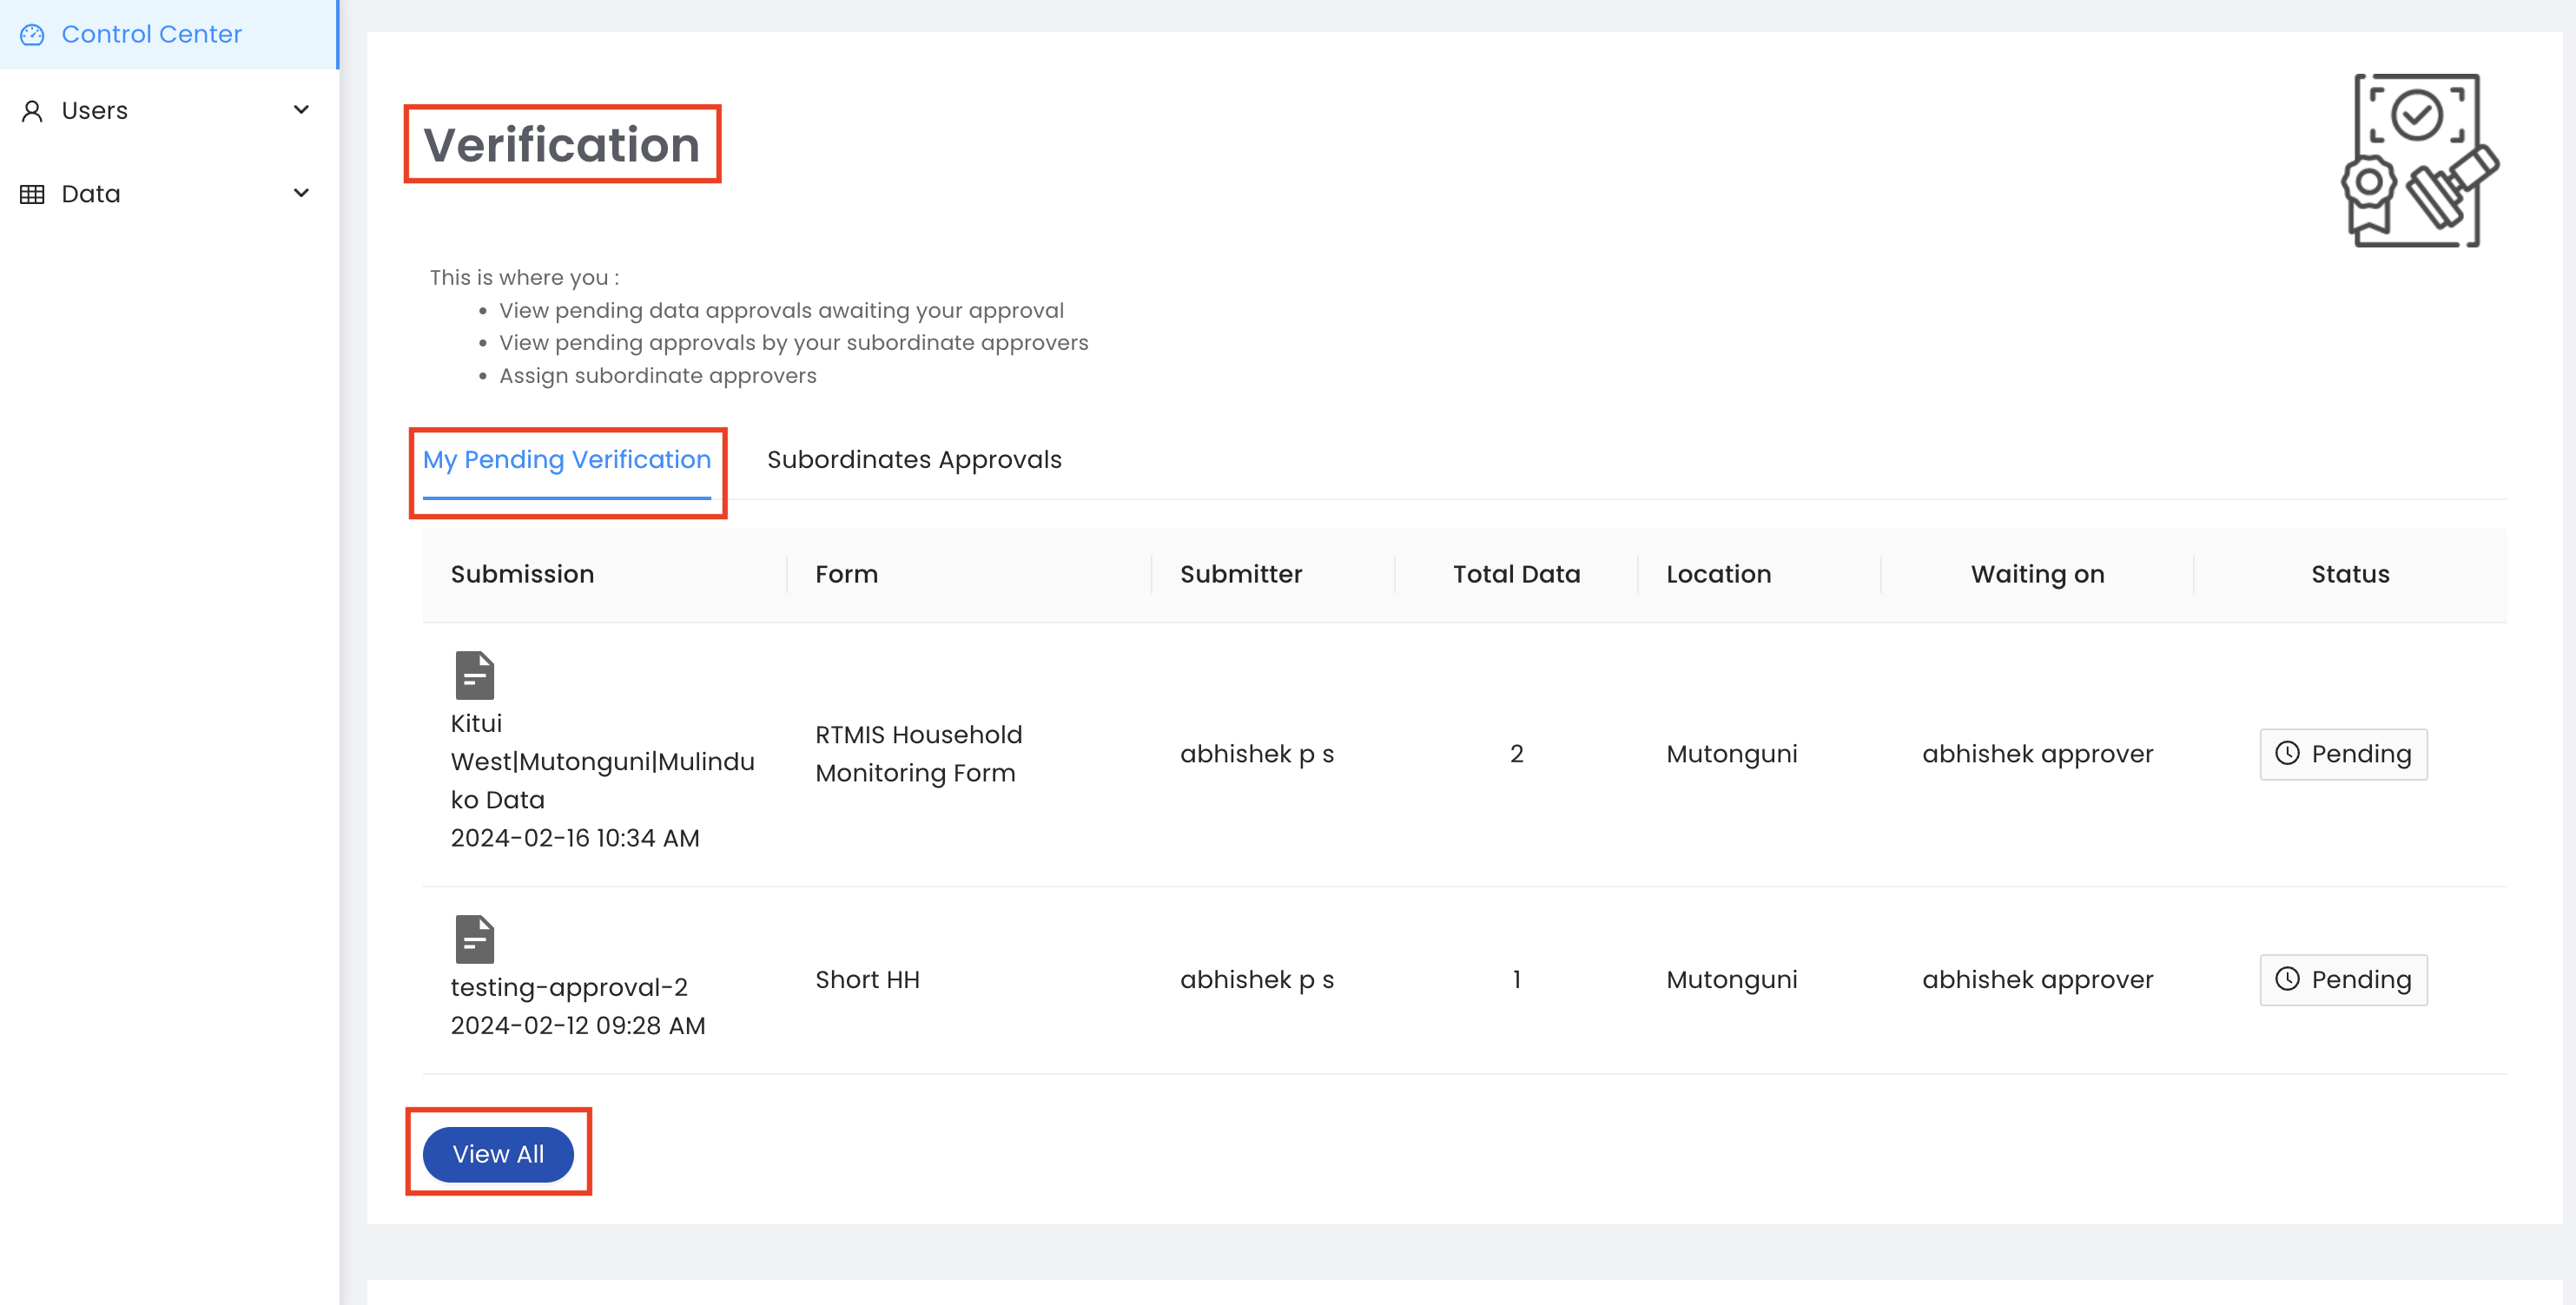 Control Center
Users
Data
Verification
This is where you :
• View pending data approvals awaiting your approval
• View pending approvals by your subordinate approvers
• Assign subordinate approvers
My Pending Verification Subordinates Approvals
Submission Form Submitter Total Data Location Waiting on Status
Kitui
West|Mutonguni|Mulindu
ko Data
2024-02-16 10:34 AM
RTMIS Household
Monitoring Form
abhishek p s
2
Mutonguni
abhishek approver
Pending
testing-approval-2
2024-02-12 09:28 AM
Short HH
abhishek p s
1
Mutonguni
abhishek approver
Pending
View All